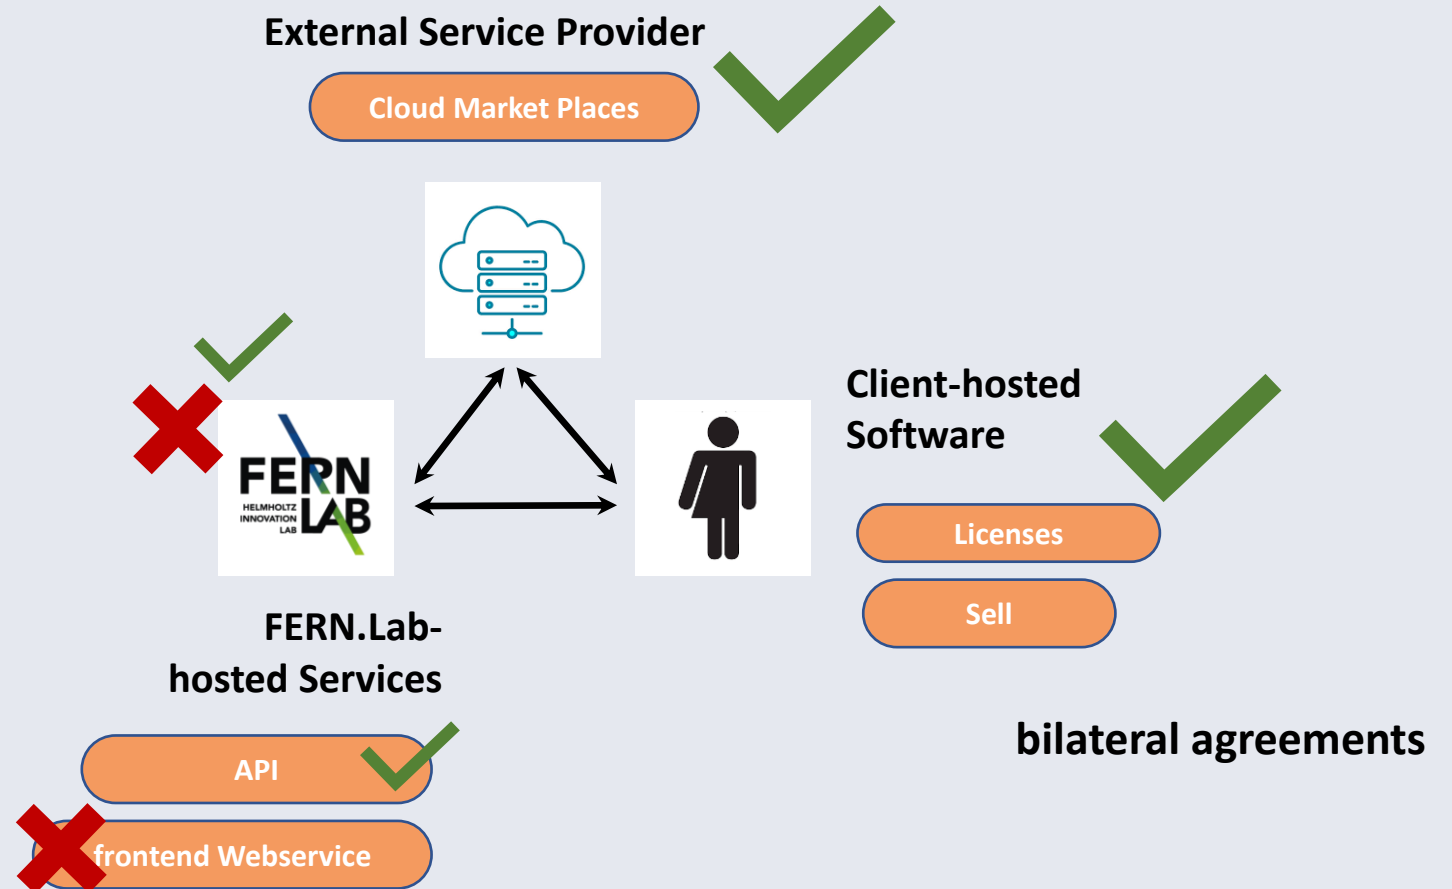 External Service Provider
Cloud Market Places
FERN
HELMHOLTZ
INNOVATION
LAB
LAB
Client-hosted
Software
Licenses
Sell
FERN.Lab-
hosted Services
API
frontend Webservice
bilateral agreements